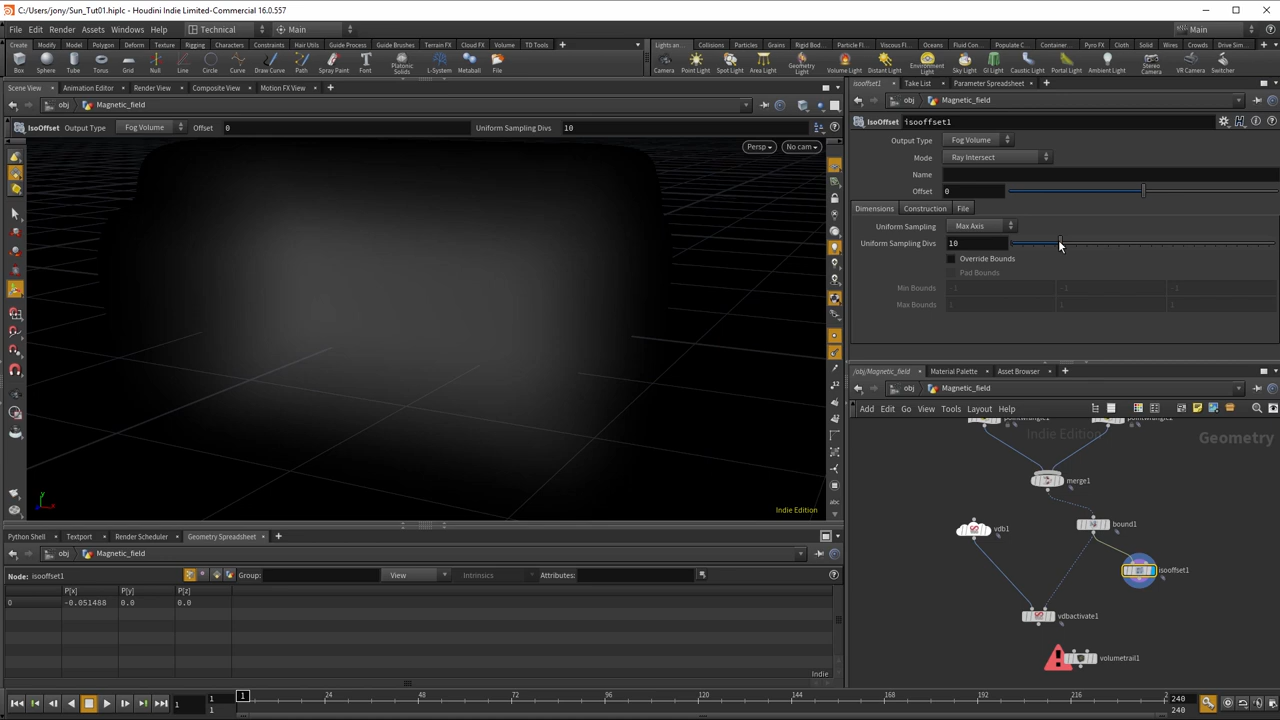 C:/Users/jony/Sun_Tut01.hiplc - Houdini Indie Limited-Commercial 16.0.557
File Edit Render Assets Windows Help Technical Main Main
Create Modify Model Polygon Deform Texture Rigging Characters Constraints Hair Utils Guide Process Guide Brushes Terrain FX Cloud FX Volume TD Tools
Box Sphere Tube Torus Grid Null Line Circle Curve Draw Curve Path Spray Paint Font Platonic Solids L-System Metaball File
Lights an... Collisions Particles Grains Rigid Bod... Particle Fl... Viscous Fl... Oceans Fluid Con... Populate C... Container... Pyro FX Cloth Solid Wires Crowds Drive Sim...
Camera Point Light Spot Light Area Light Geometry Light Volume Light Distant Light Environment Light Sky Light GI Light Caustic Light Portal Light Ambient Light Stereo Camera VR Camera Switcher
Scene View Animation Editor Render View Composite View Motion FX View
obj Magnetic_field
IsoOffset Output Type Fog Volume Offset 0 Uniform Sampling Divs 10
Persp No cam
Indie Edition
isooffset1 Take List Parameter Spreadsheet
obj Magnetic_field
IsoOffset isooffset1
Output Type Fog Volume
Mode Ray Intersect
Name
Offset 0
Dimensions Construction File
Uniform Sampling Max Axis
Uniform Sampling Divs 10
Override Bounds
Pad Bounds
Min Bounds -1 -1 -1
Max Bounds 1 1 1
/obj/Magnetic_field Material Palette Asset Browser
obj Magnetic_field
Add Edit Go View Tools Layout Help
Indie Edition
Geometry
pointwrangle1 pointwrangle2
merge1
vdb1
bound1
isooffset1
vdbactivate1
volumetrail1
Python Shell Textport Render Scheduler Geometry Spreadsheet
obj Magnetic_field
Node: isooffset1 Group: View Intrinsics Attributes:
P[x] P[y] P[z]
0 -0.051488 0.0 0.0
Indie
1 1 1 1 24 48 72 96 120 144 168 192 216 2 240 240